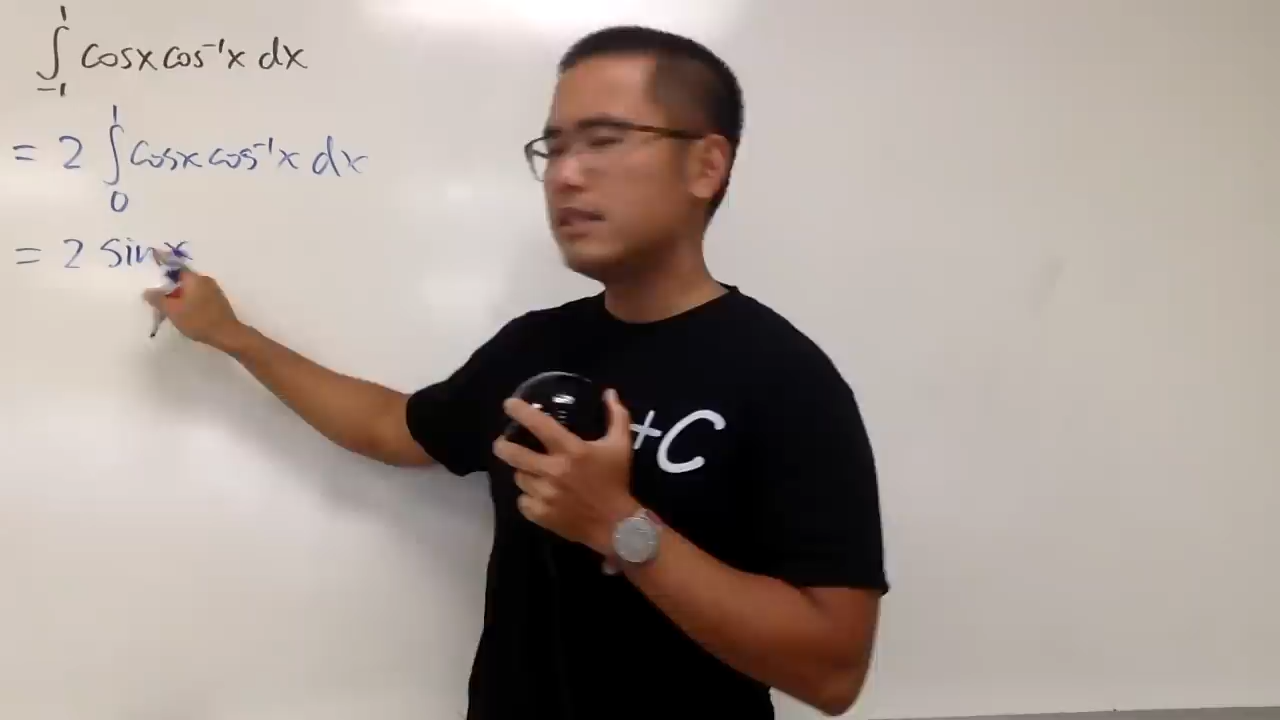 ∫₋₁¹ cosx cos⁻¹x dx
= 2 ∫₀¹ cosx cos⁻¹x dx
= 2 sinx
+C